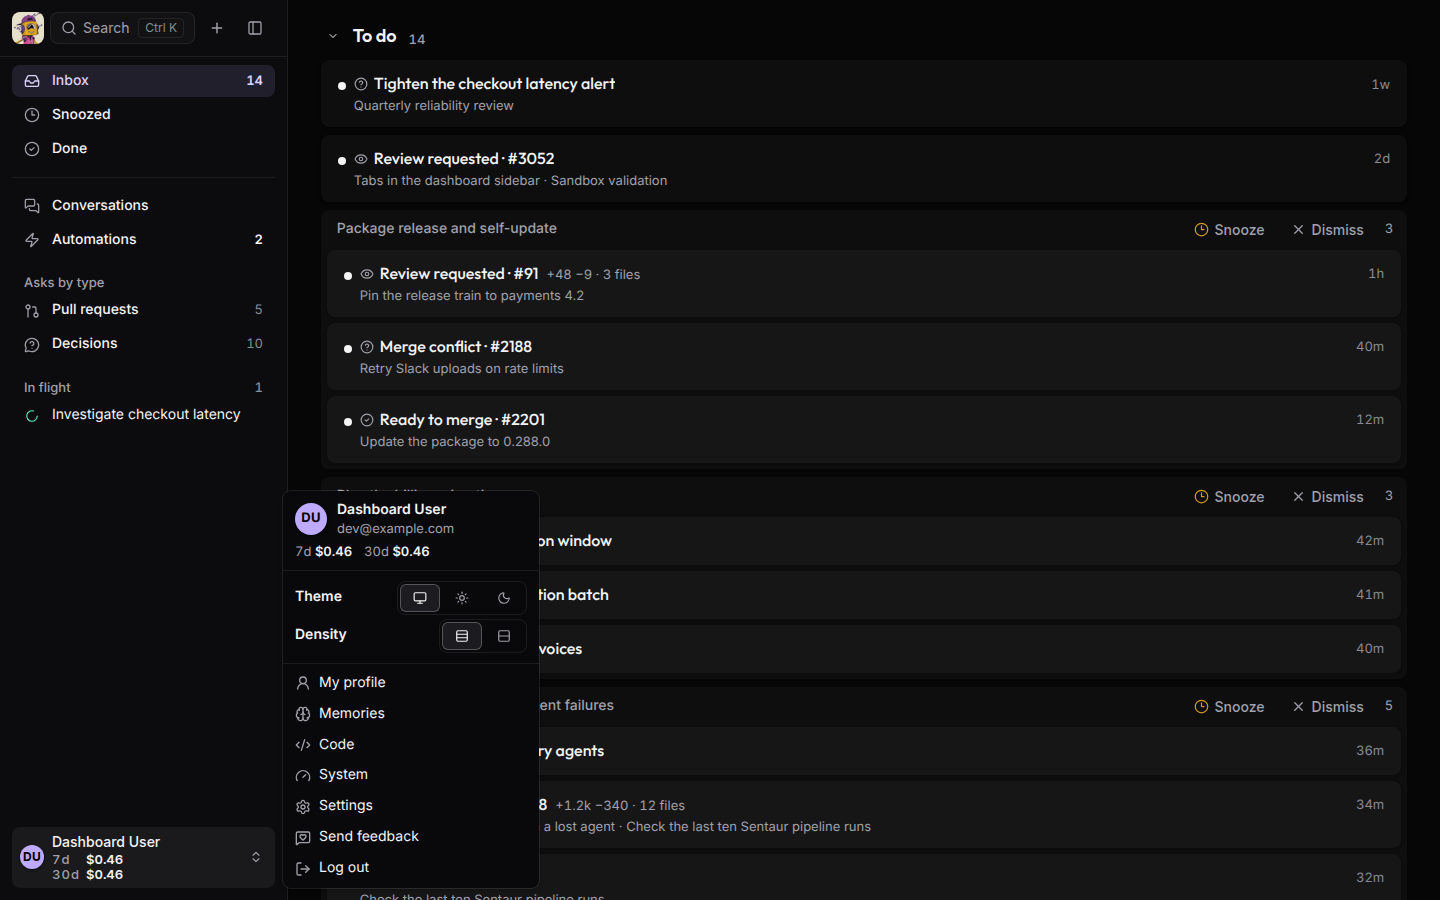 Search Ctrl K
Inbox 14
Snoozed
Done
Conversations
Automations 2
Asks by type
Pull requests 5
Decisions 10
In flight 1
Investigate checkout latency
DU Dashboard User
7d $0.46
30d $0.46
To do 14
Tighten the checkout latency alert 1w
Quarterly reliability review
Review requested · #3052 2d
Tabs in the dashboard sidebar · Sandbox validation
Package release and self-update Snooze Dismiss 3
Review requested · #91 +48 −9 · 3 files 1h
Pin the release train to payments 4.2
Merge conflict · #2188 40m
Retry Slack uploads on rate limits
Ready to merge · #2201 12m
Update the package to 0.288.0
Snooze Dismiss 3
on window 42m
tion batch 41m
voices 40m
ent failures Snooze Dismiss 5
ry agents 36m
8 +1.2k −340 · 12 files 34m
a lost agent · Check the last ten Sentaur pipeline runs
32m
Check the last ten Sentaur pipeline runs
DU Dashboard User
dev@example.com
7d $0.46 30d $0.46
Theme
Density
My profile
Memories
Code
System
Settings
Send feedback
Log out